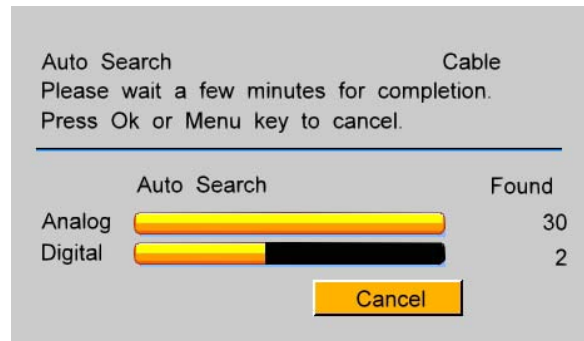 Auto Search Cable
Please wait a few minutes for completion.
Press Ok or Menu key to cancel.
Auto Search Found
Analog 30
Digital 2
Cancel